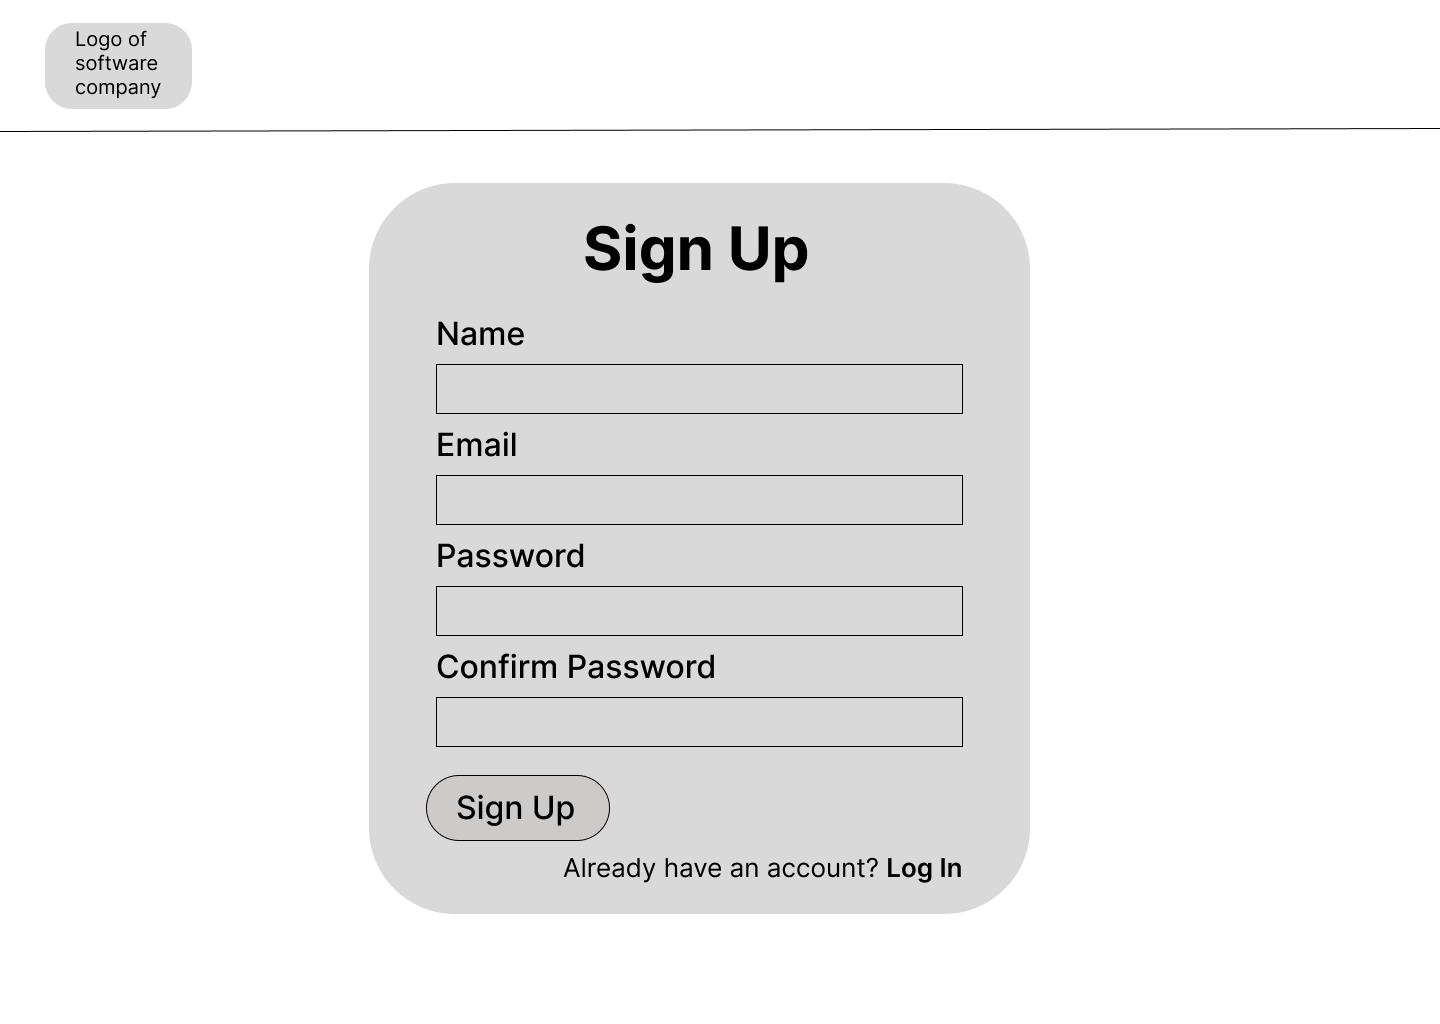 Logo of
software
company
Sign Up
Name
Email
Password
Confirm Password
Sign Up
Already have an account? Log In